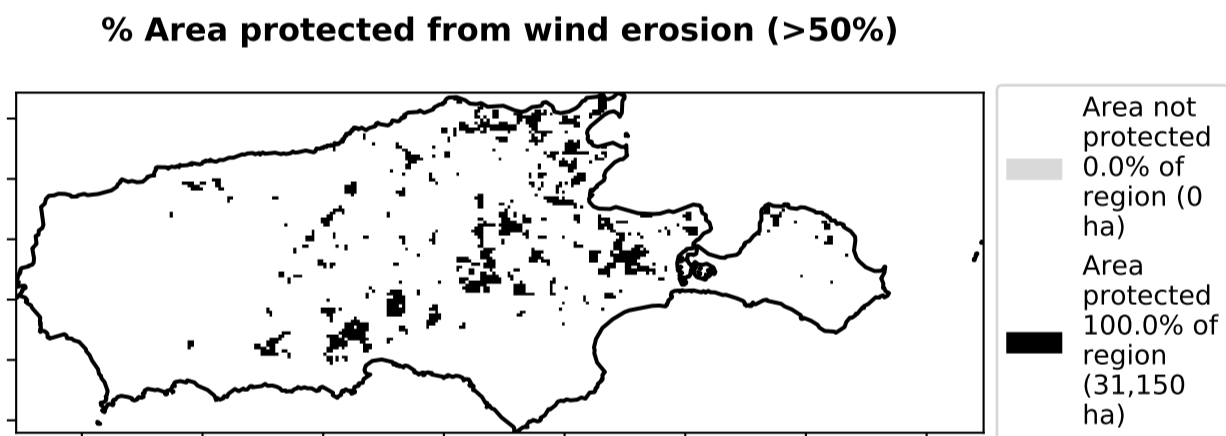 % Area protected from wind erosion (>50%)
Area not
protected
0.0% of
region (0
ha)
Area
protected
100.0% of
region
(31,150
ha)